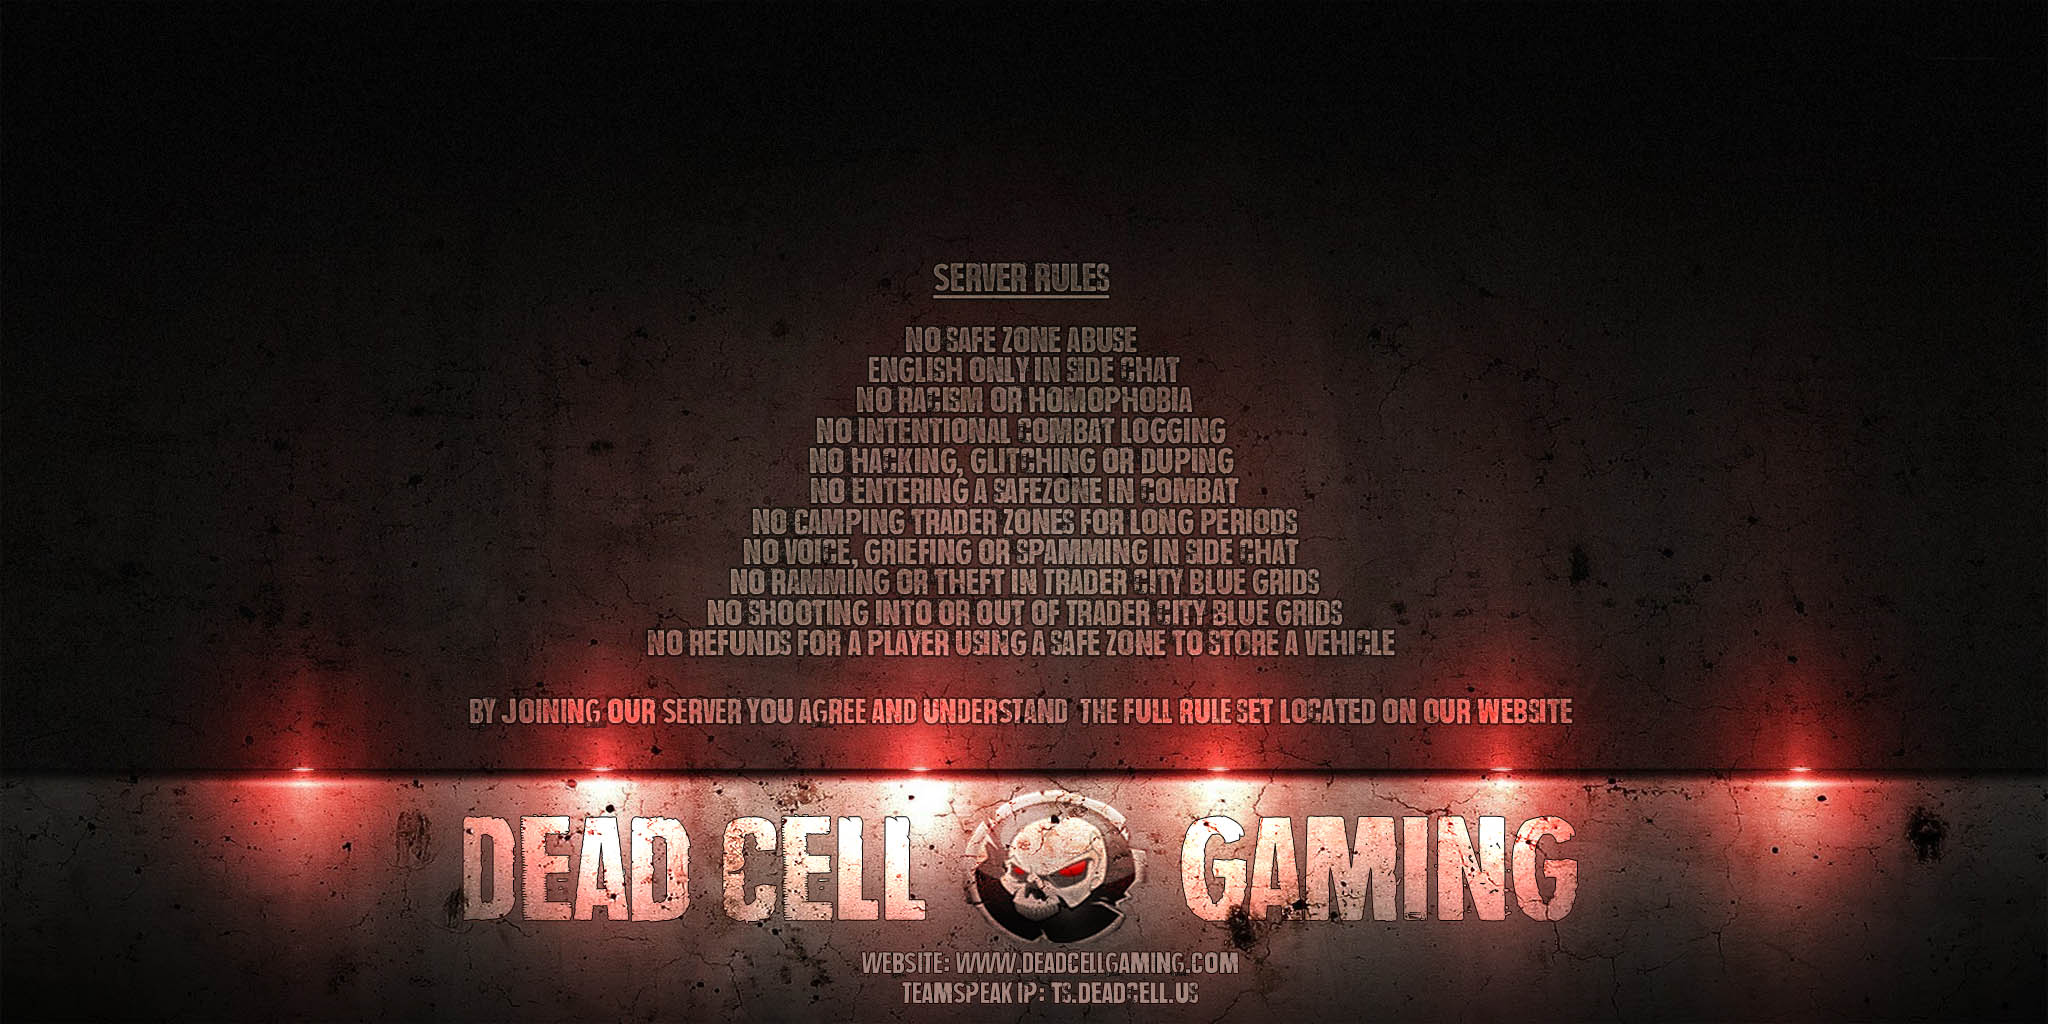 SERVER RULES
NO SAFE ZONE ABUSE
ENGLISH ONLY IN SIDE CHAT
NO RACISM OR HOMOPHOBIA
NO INTENTIONAL COMBAT LOGGING
NO HACKING, GLITCHING OR DUPING
NO ENTERING A SAFEZONE IN COMBAT
NO CAMPING TRADER ZONES FOR LONG PERIODS
NO VOICE, GRIEFING OR SPAMMING IN SIDE CHAT
NO RAMMING OR THEFT IN TRADER CITY BLUE GRIDS
NO SHOOTING INTO OR OUT OF TRADER CITY BLUE GRIDS
NO REFUNDS FOR A PLAYER USING A SAFE ZONE TO STORE A VEHICLE
BY JOINING OUR SERVER YOU AGREE AND UNDERSTAND THE FULL RULE SET LOCATED ON OUR WEBSITE
DEAD CELL GAMING
WEBSITE: WWW.DEADCELLGAMING.COM
TEAMSPEAK IP: TS.DEADCELL.US